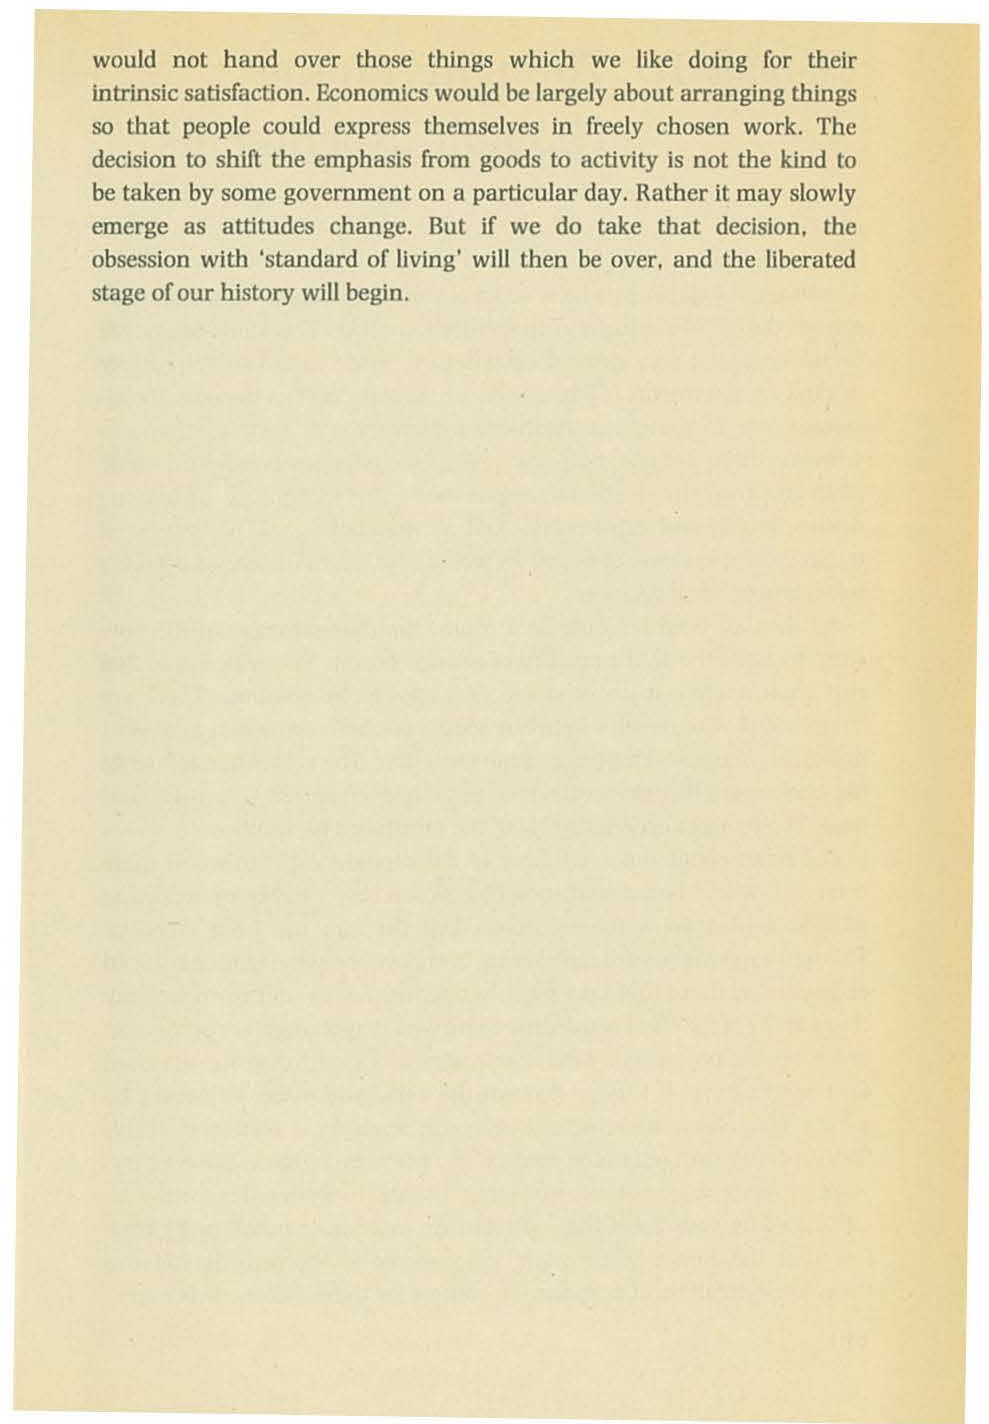 would not hand over those things which we like doing for their
intrinsic satisfaction. Economics would be largely about arranging things
so that people could express themselves in freely chosen work. The
decision to shift the emphasis from goods to activity is not the kind to
be taken by some government on a particular day. Rather it may slowly
emerge as attitudes change. But if we do take that decision, the
obsession with ‘standard of living’ will then be over, and the liberated
stage of our history will begin.